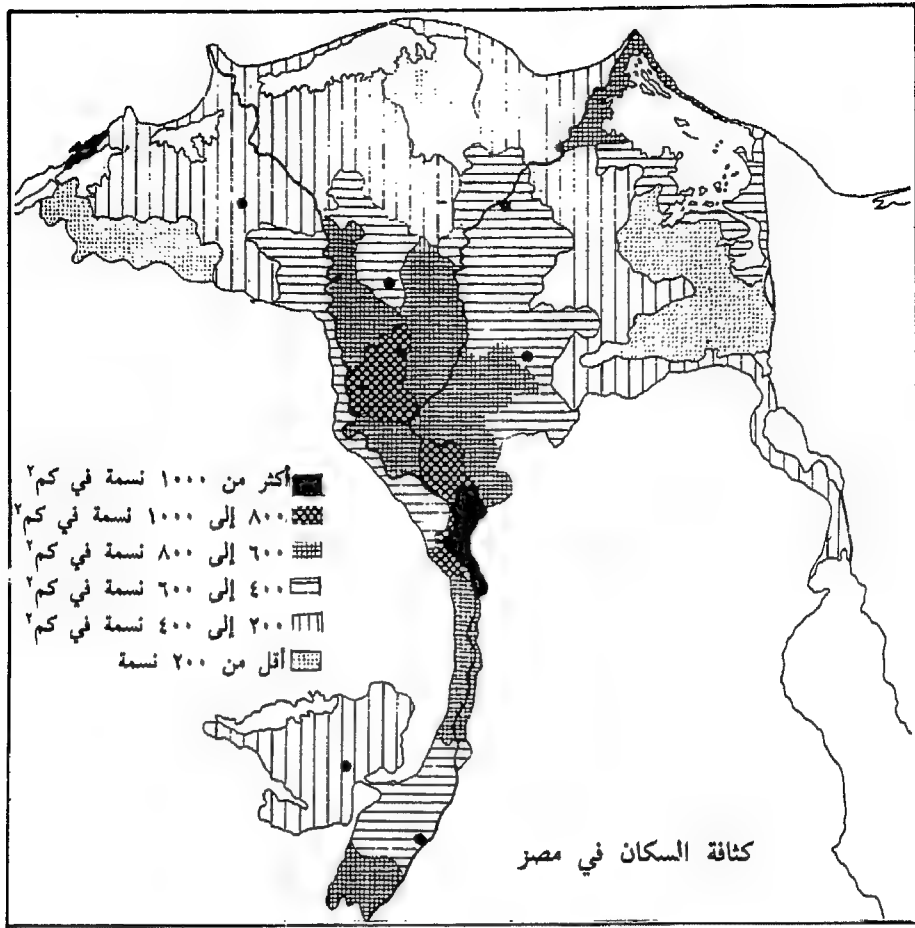 أكثر من ١٠٠٠ نسمة في كم٢
٨٠٠ إلى ١٠٠٠ نسمة في كم٢
٦٠٠ إلى ٨٠٠ نسمة في كم٢
٤٠٠ إلى ٦٠٠ نسمة في كم٢
٢٠٠ إلى ٤٠٠ نسمة في كم٢
أقل من ٢٠٠ نسمة
كثافة السكان في مصر